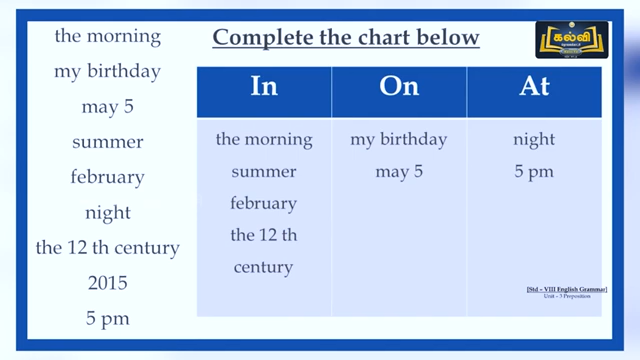 the morning
my birthday
may 5
summer
february
night
the 12 th century
2015
5 pm
Complete the chart below
கல்வி
In On At
the morning my birthday night
summer may 5 5 pm
february
the 12 th
century
[Std – VIII English Grammar]
Unit – 3 Preposition